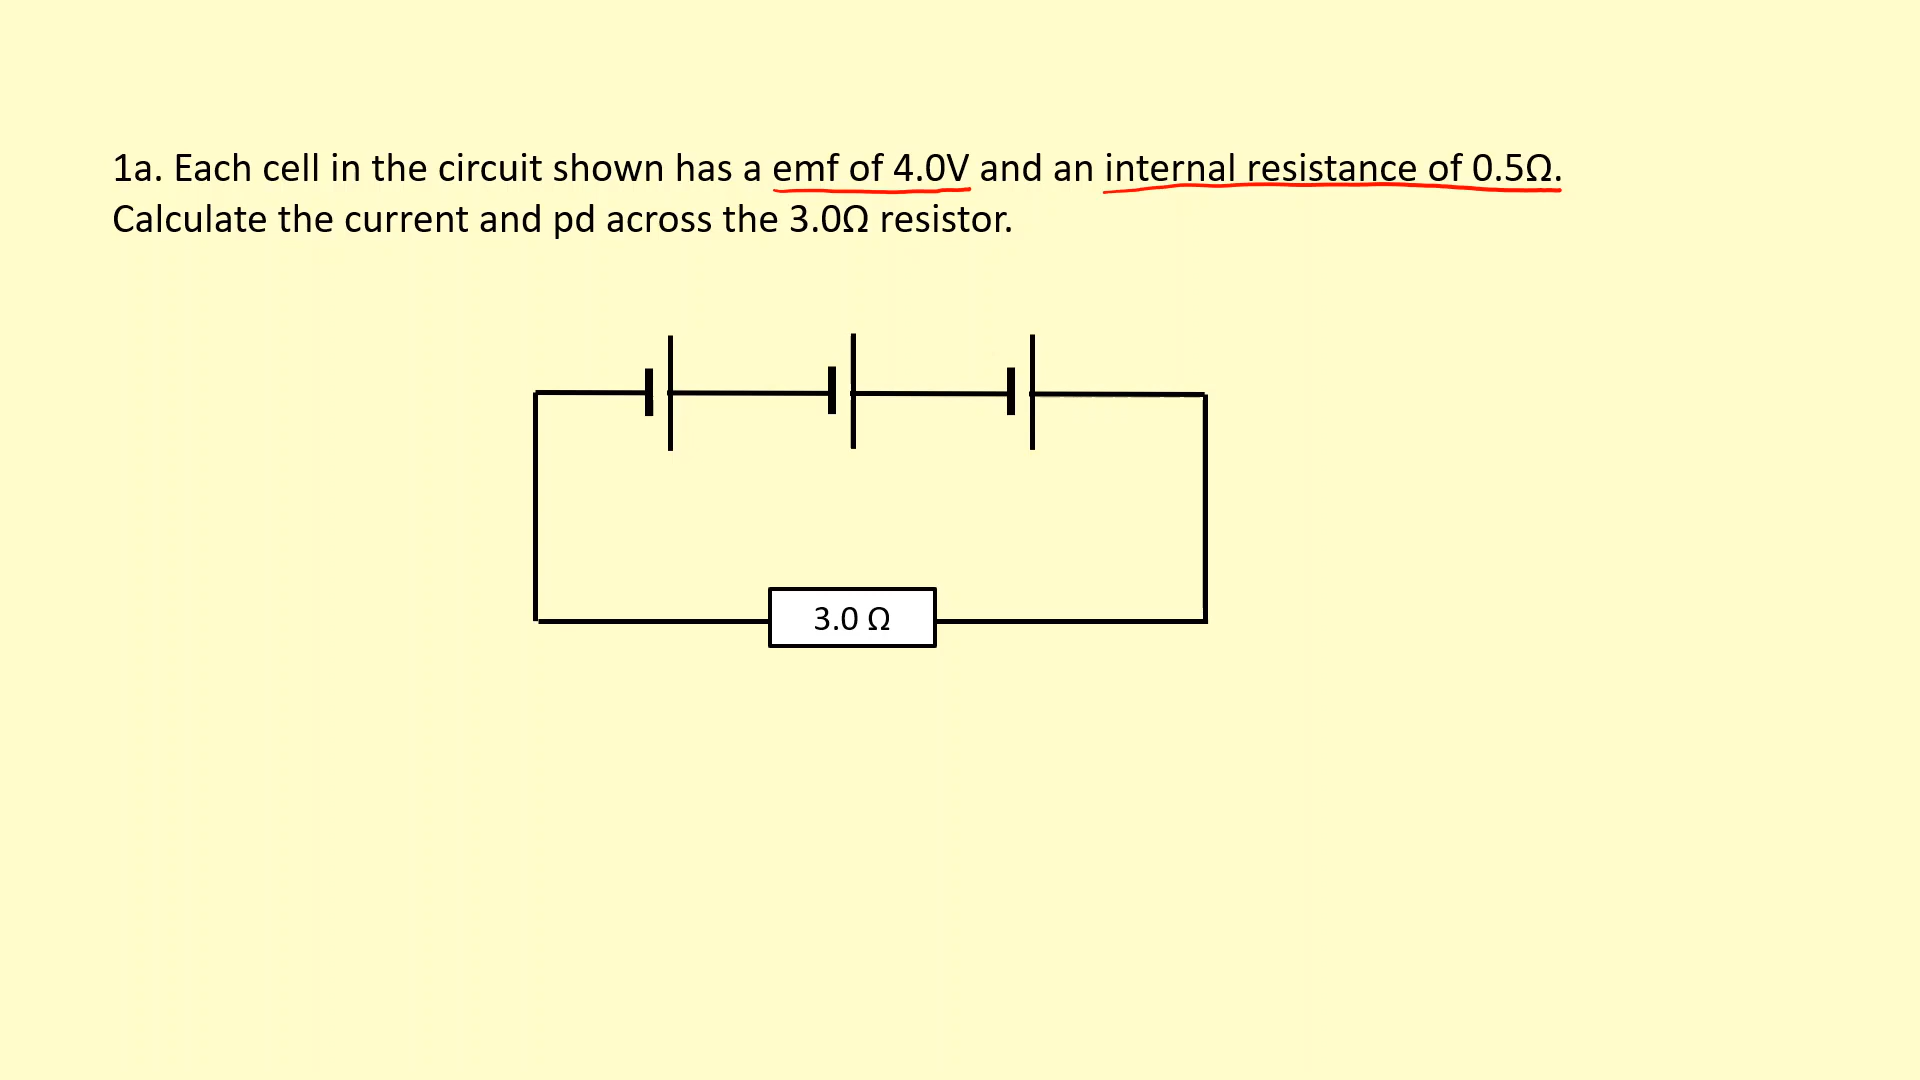 1a. Each cell in the circuit shown has a emf of 4.0V and an internal resistance of 0.5Ω.
Calculate the current and pd across the 3.0Ω resistor.
3.0 Ω